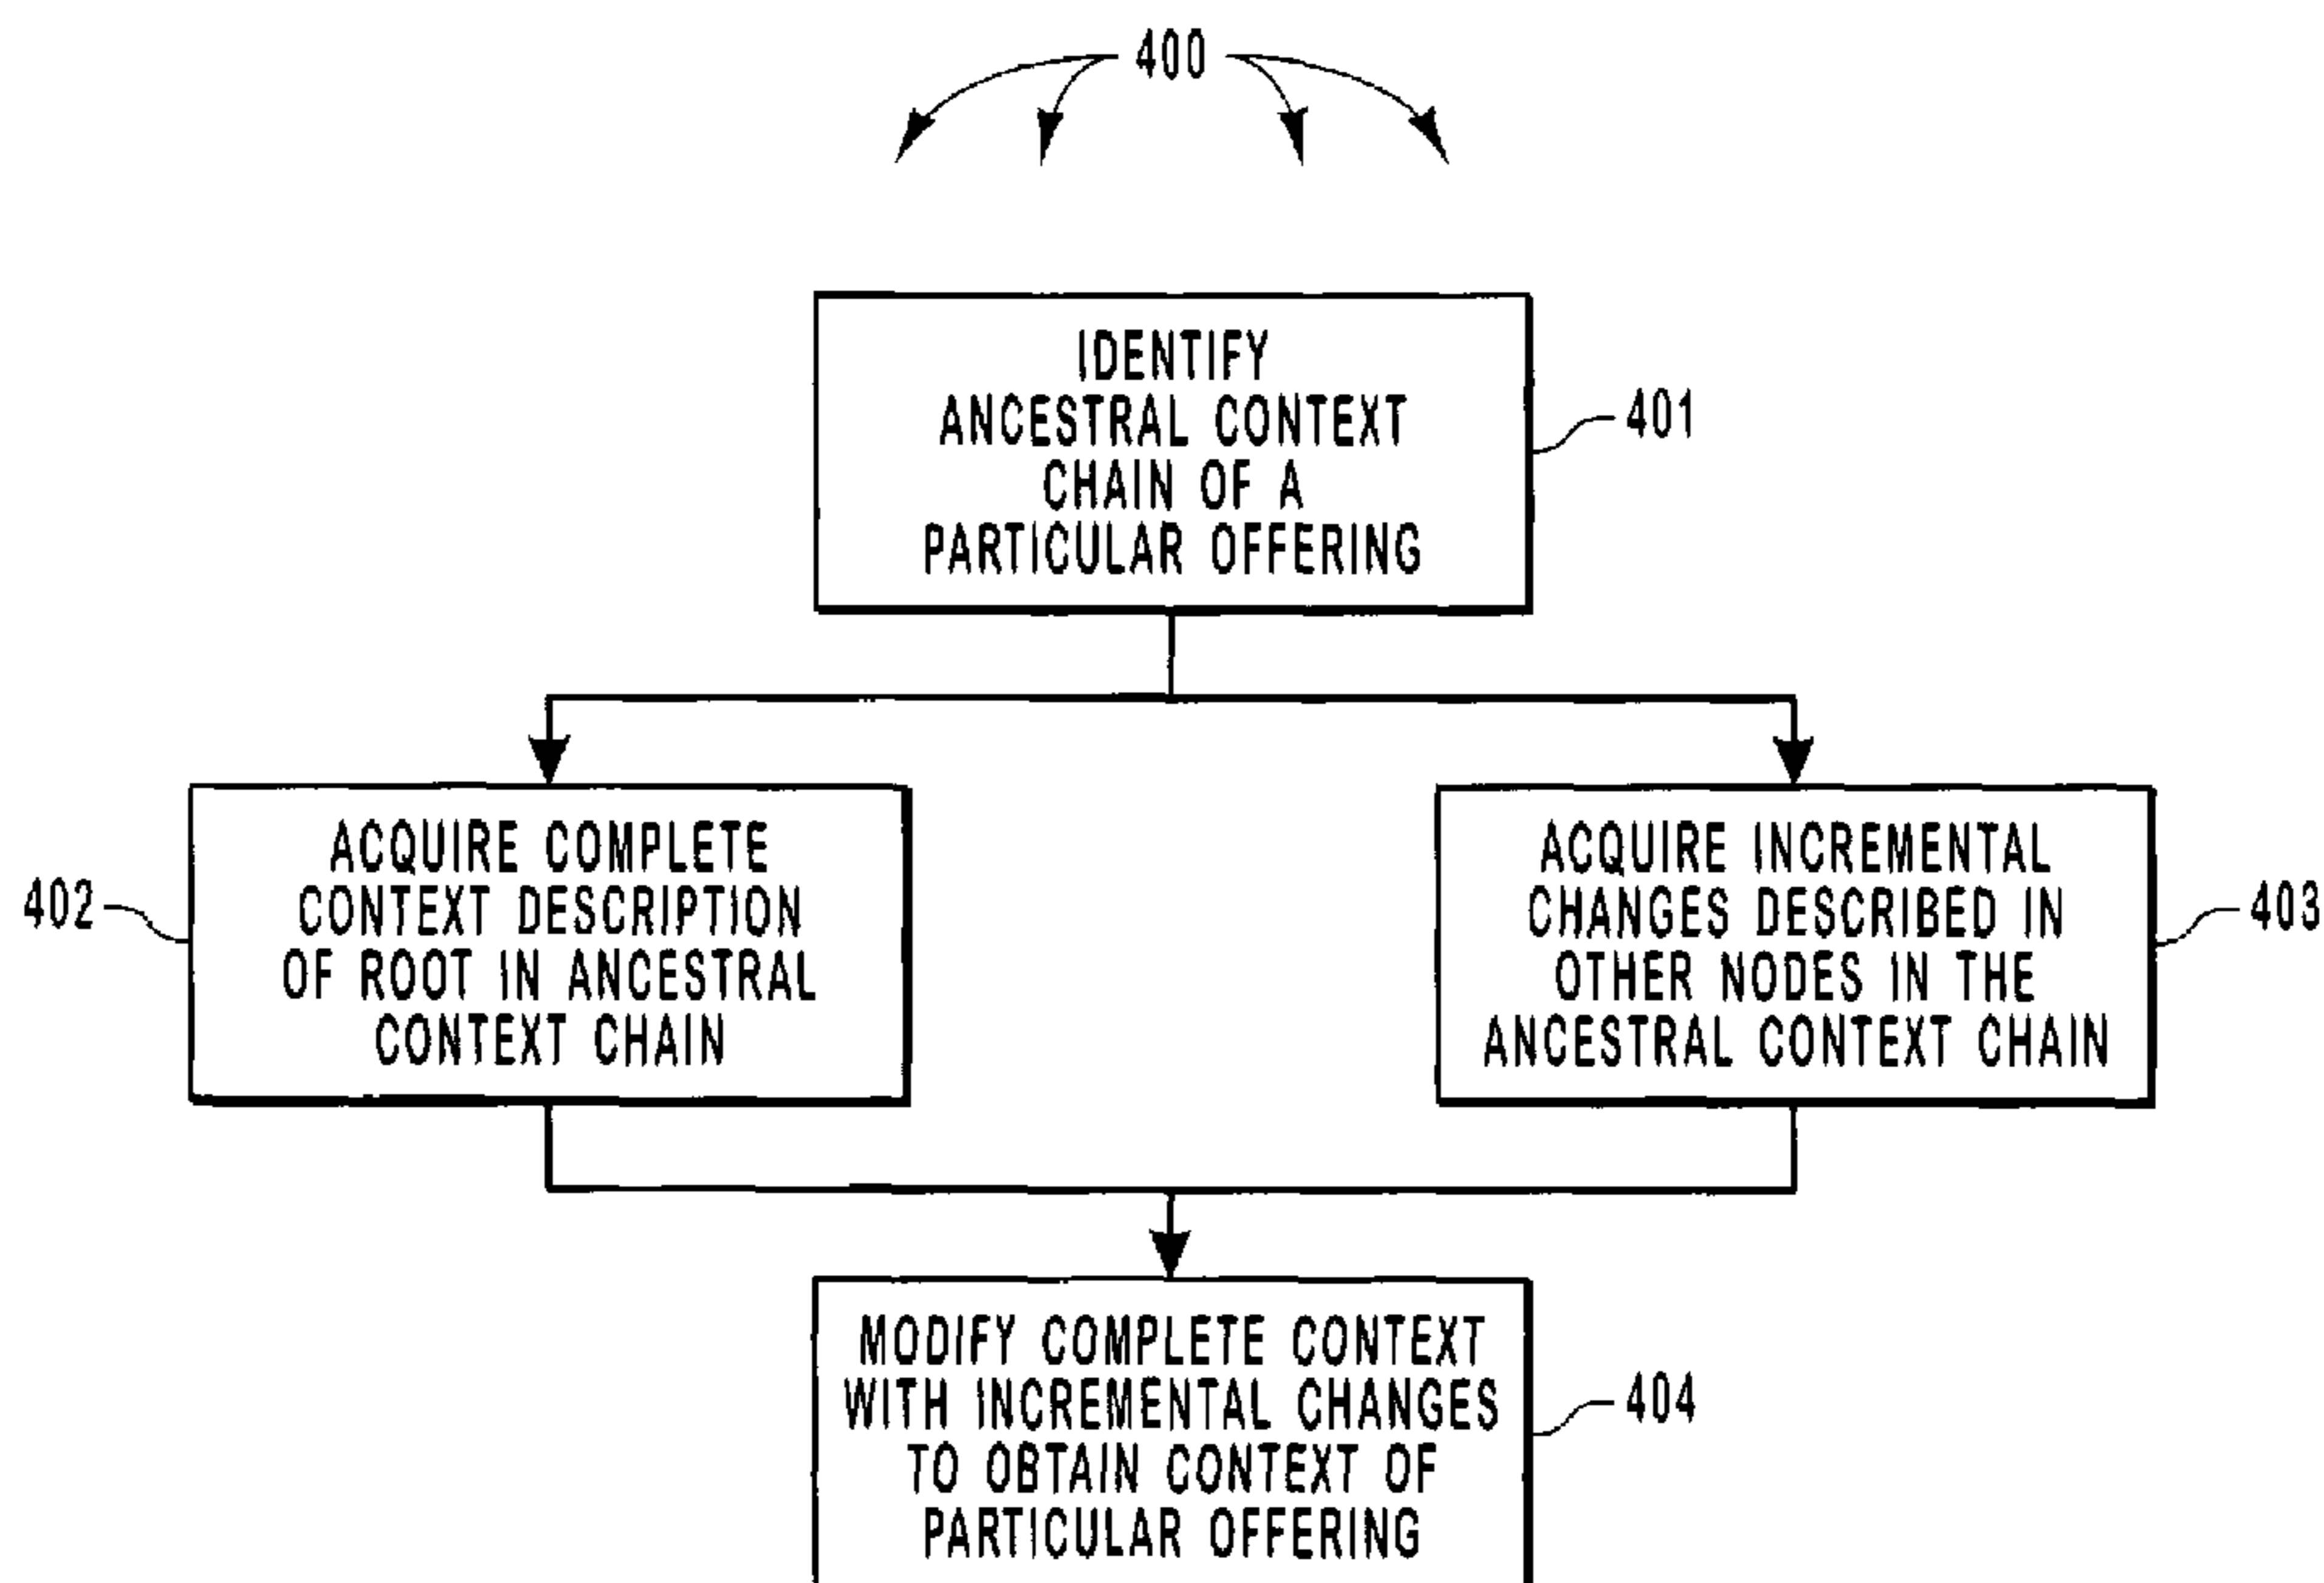 400
IDENTIFY
ANCESTRAL CONTEXT
CHAIN OF A
PARTICULAR OFFERING
401
ACQUIRE COMPLETE
CONTEXT DESCRIPTION
OF ROOT IN ANCESTRAL
CONTEXT CHAIN
402
ACQUIRE INCREMENTAL
CHANGES DESCRIBED IN
OTHER NODES IN THE
ANCESTRAL CONTEXT CHAIN
403
MODIFY COMPLETE CONTEXT
WITH INCREMENTAL CHANGES
TO OBTAIN CONTEXT OF
PARTICULAR OFFERING
404